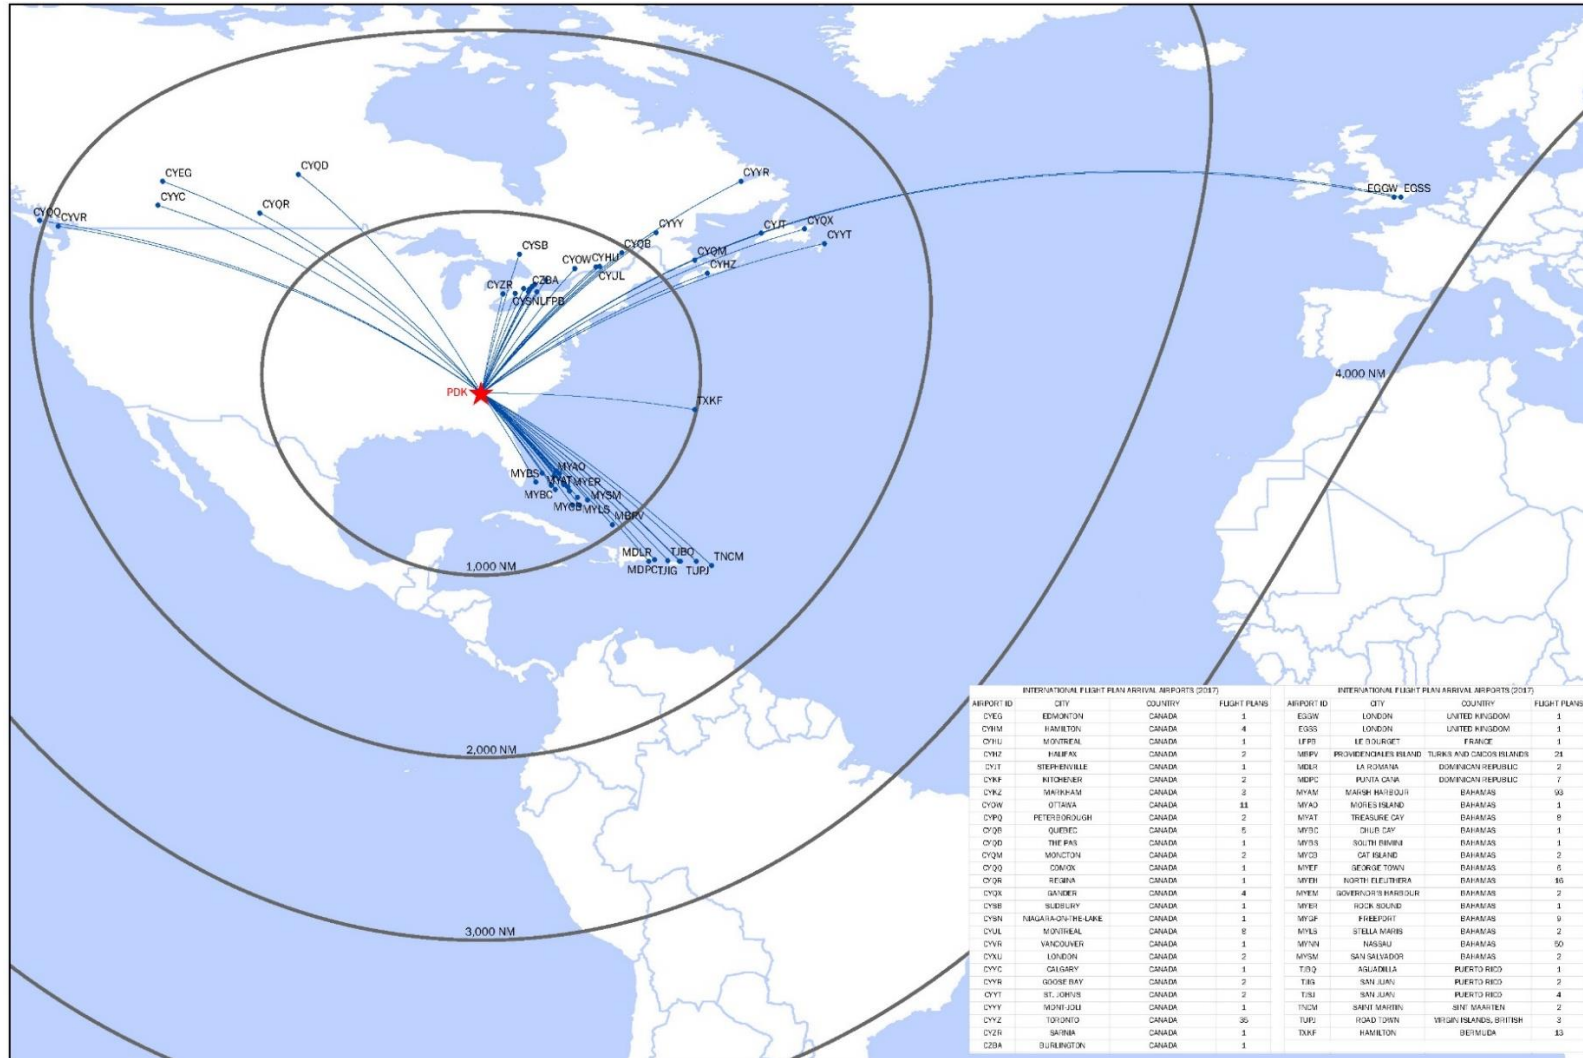 CYQD
CYEG
CYYR
CYYC
EGGW EGSS
CYQR
CYQQ
CYVR
CYYY
CYJT
CYQX
CYYT
CYSB
CYQB
CYQM
CYOW
CYHU
CYHZ
CYUL
CZBA
CYZR
CYSN
LFPB
4,000 NM
PDK
TXKF
MYAO
MYBS
MYAT
MYER
MYBC
MYSM
MYCB
MYLS
MBPV
MDLR
TJBQ
TNCM
1,000 NM
MDPC
TJIG
TUPJ
2,000 NM
3,000 NM
INTERNATIONAL FLIGHT PLAN ARRIVAL AIRPORTS (2017)
AIRPORT ID CITY COUNTRY FLIGHT PLANS
CYEG EDMONTON CANADA 1
CYHM HAMILTON CANADA 4
CYHU MONTREAL CANADA 1
CYHZ HALIFAX CANADA 2
CYJT STEPHENVILLE CANADA 1
CYKF KITCHENER CANADA 2
CYKZ MARKHAM CANADA 3
CYOW OTTAWA CANADA 11
CYPQ PETERBOROUGH CANADA 2
CYQB QUEBEC CANADA 5
CYQD THE PAS CANADA 1
CYQM MONCTON CANADA 2
CYQQ COMOX CANADA 1
CYQR REGINA CANADA 1
CYQX GANDER CANADA 4
CYSB SUDBURY CANADA 1
CYSN NIAGARA-ON-THE-LAKE CANADA 1
CYUL MONTREAL CANADA 8
CYVR VANCOUVER CANADA 1
CYXU LONDON CANADA 2
CYYC CALGARY CANADA 1
CYYR GOOSE BAY CANADA 2
CYYT ST. JOHN'S CANADA 2
CYYY MONT-JOLI CANADA 1
CYYZ TORONTO CANADA 35
CYZR SARNIA CANADA 1
CZBA BURLINGTON CANADA 1
INTERNATIONAL FLIGHT PLAN ARRIVAL AIRPORTS (2017)
AIRPORT ID CITY COUNTRY FLIGHT PLANS
EGGW LONDON UNITED KINGDOM 1
EGSS LONDON UNITED KINGDOM 1
LFPB LE BOURGET FRANCE 1
MBPV PROVIDENCIALES ISLAND TURKS AND CAICOS ISLANDS 21
MDLR LA ROMANA DOMINICAN REPUBLIC 2
MDPC PUNTA CANA DOMINICAN REPUBLIC 7
MYAM MARSH HARBOUR BAHAMAS 93
MYAO MORES ISLAND BAHAMAS 1
MYAT TREASURE CAY BAHAMAS 8
MYBC CHUB CAY BAHAMAS 1
MYBS SOUTH BIMINI BAHAMAS 1
MYCB CAT ISLAND BAHAMAS 2
MYEF GEORGE TOWN BAHAMAS 6
MYEH NORTH ELEUTHERA BAHAMAS 16
MYEM GOVERNOR'S HARBOUR BAHAMAS 2
MYER ROCK SOUND BAHAMAS 1
MYGF FREEPORT BAHAMAS 9
MYLS STELLA MARIS BAHAMAS 2
MYNN NASSAU BAHAMAS 50
MYSM SAN SALVADOR BAHAMAS 2
TJBQ AGUADILLA PUERTO RICO 1
TJIG SAN JUAN PUERTO RICO 2
TJSJ SAN JUAN PUERTO RICO 4
TNCM SAINT MARTIN SINT MAARTEN 2
TUPJ ROAD TOWN VIRGIN ISLANDS, BRITISH 3
TXKF HAMILTON BERMUDA 13